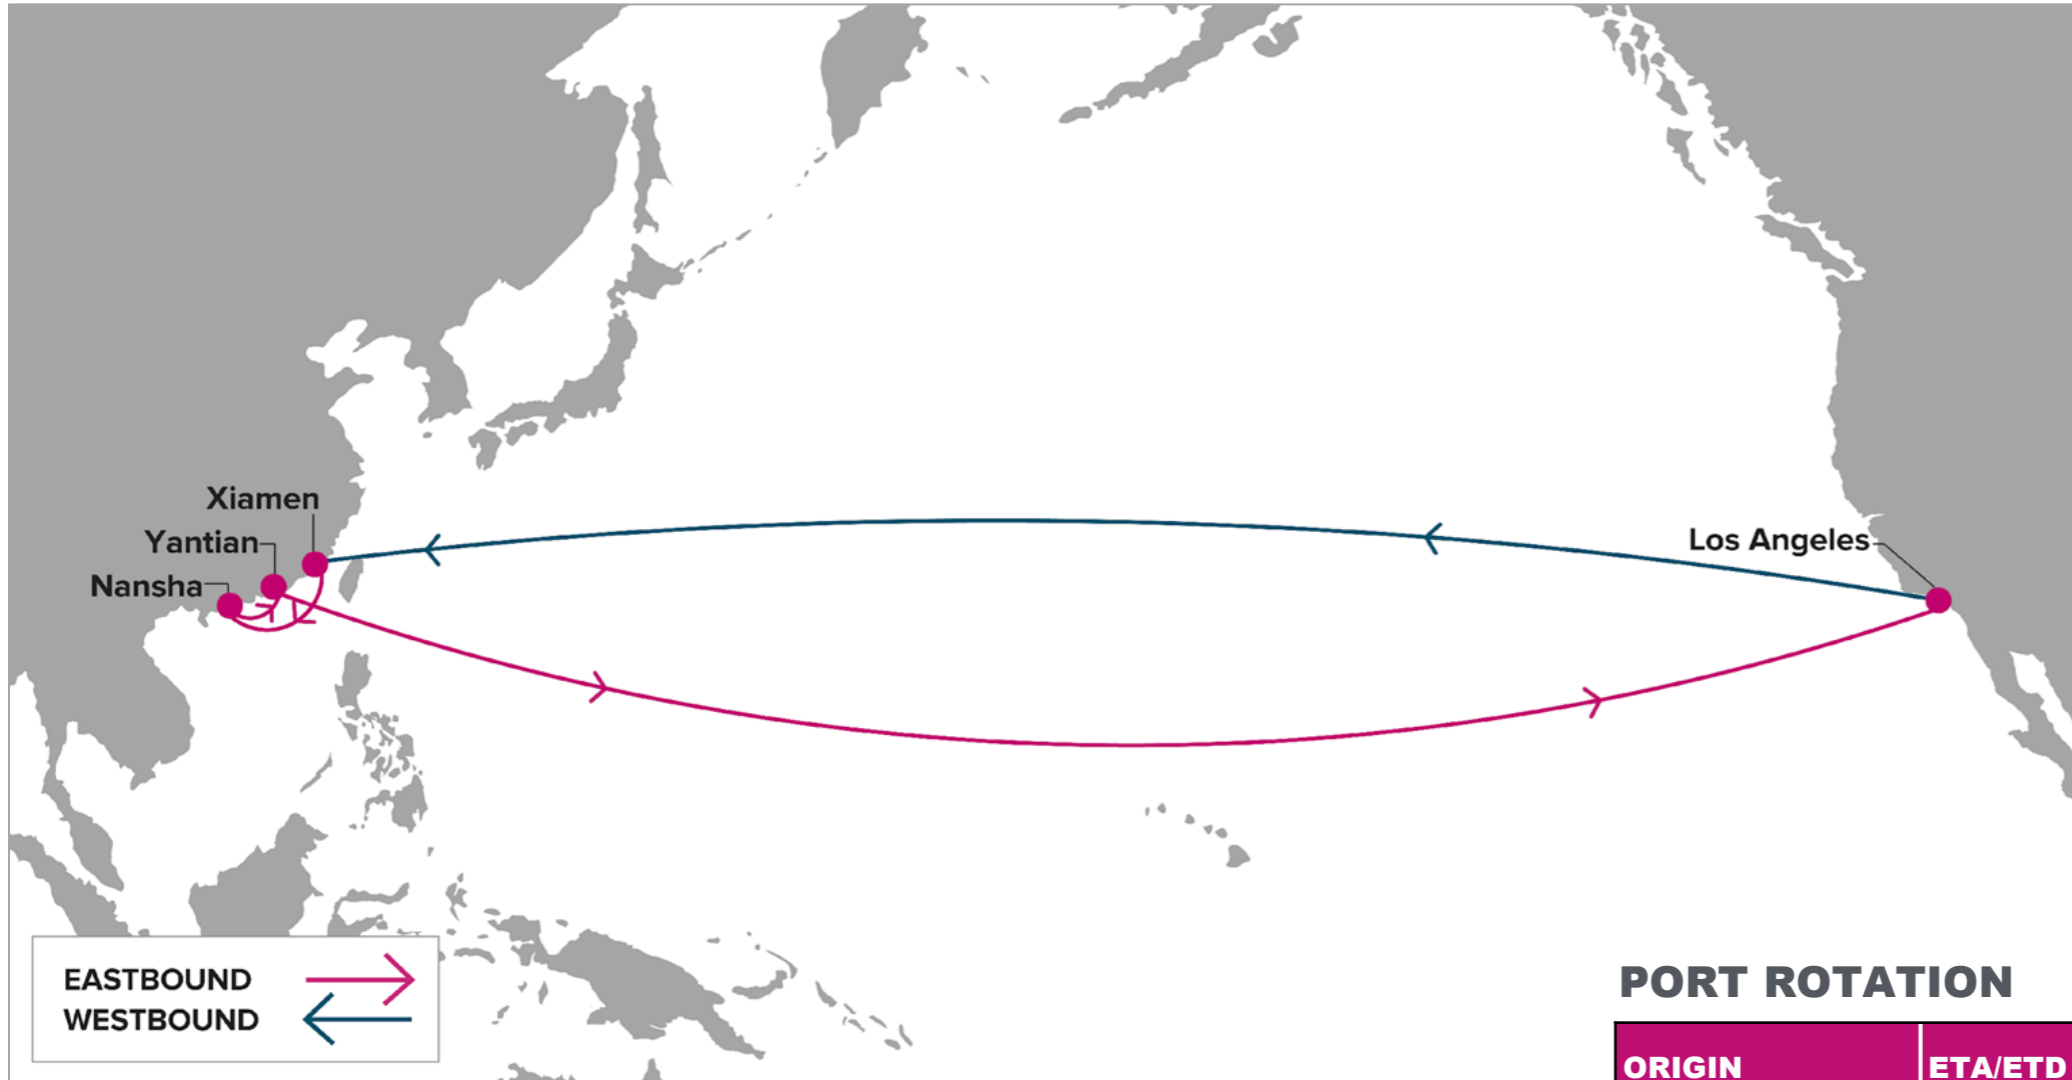 Xiamen
Yantian
Nansha
Los Angeles
EASTBOUND
WESTBOUND
PORT ROTATION
ORIGIN ETA/ETD